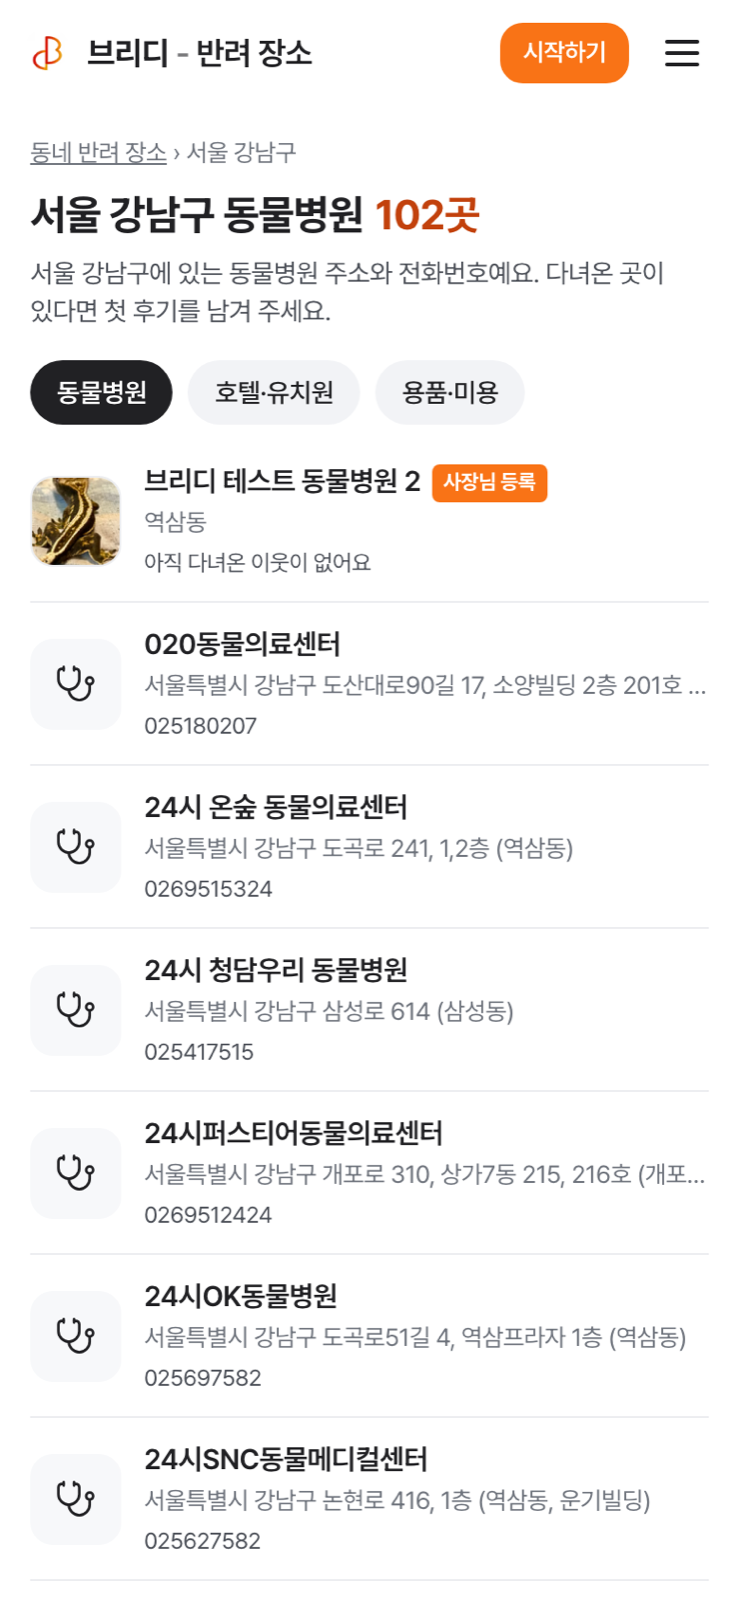 브리디 - 반려 장소
시작하기
동네 반려 장소 › 서울 강남구
서울 강남구 동물병원 102곳
서울 강남구에 있는 동물병원 주소와 전화번호예요. 다녀온 곳이
있다면 첫 후기를 남겨 주세요.
동물병원
호텔·유치원
용품·미용
브리디 테스트 동물병원 2 사장님 등록
역삼동
아직 다녀온 이웃이 없어요
020동물의료센터
서울특별시 강남구 도산대로90길 17, 소양빌딩 2층 201호 ...
025180207
24시 온숲 동물의료센터
서울특별시 강남구 도곡로 241, 1,2층 (역삼동)
0269515324
24시 청담우리 동물병원
서울특별시 강남구 삼성로 614 (삼성동)
025417515
24시퍼스티어동물의료센터
서울특별시 강남구 개포로 310, 상가7동 215, 216호 (개포...
0269512424
24시OK동물병원
서울특별시 강남구 도곡로51길 4, 역삼프라자 1층 (역삼동)
025697582
24시SNC동물메디컬센터
서울특별시 강남구 논현로 416, 1층 (역삼동, 운기빌딩)
025627582